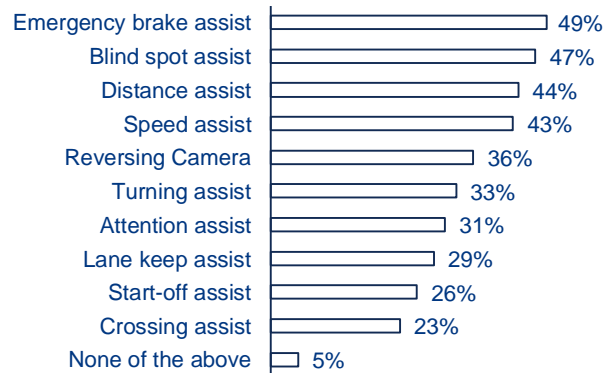 Emergency brake assist 49%
Blind spot assist 47%
Distance assist 44%
Speed assist 43%
Reversing Camera 36%
Turning assist 33%
Attention assist 31%
Lane keep assist 29%
Start-off assist 26%
Crossing assist 23%
None of the above 5%